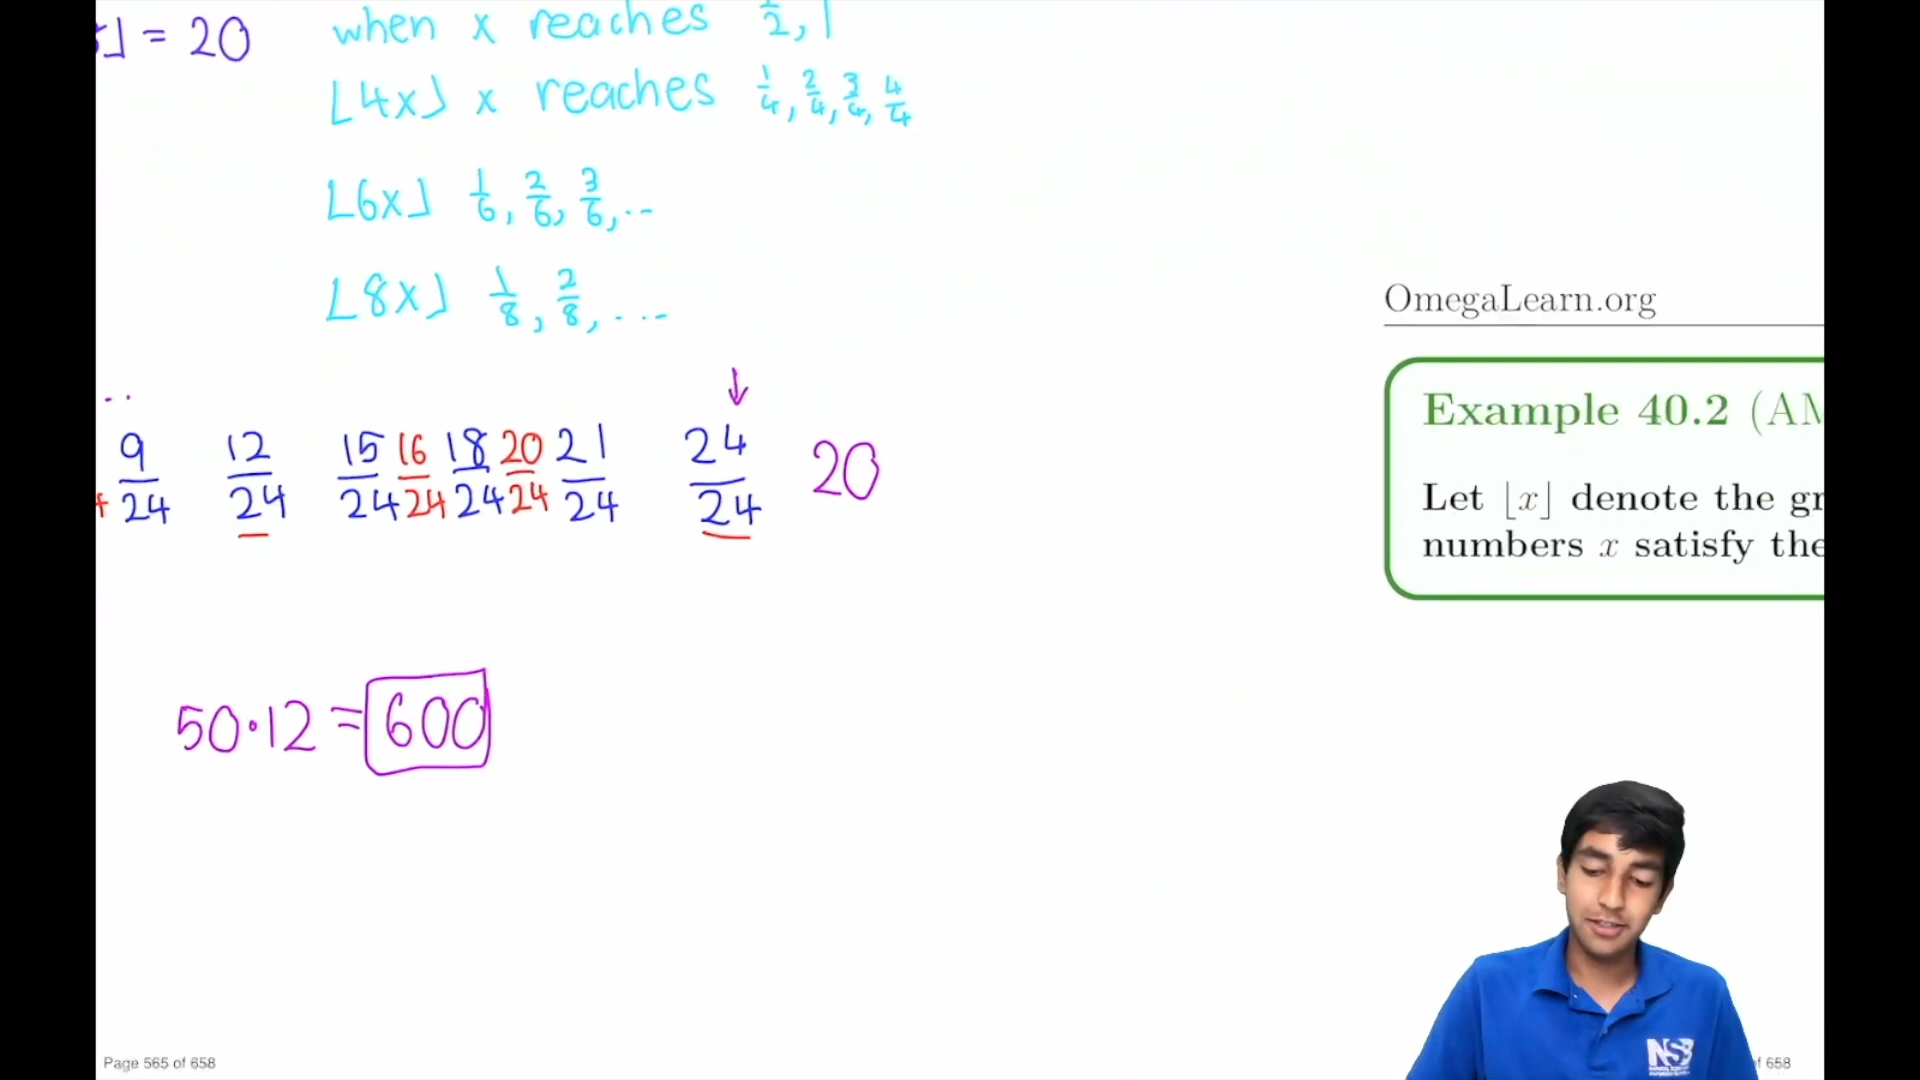 ⌋ = 20
when x reaches 1/2, 1
⌊4x⌋ x reaches 1/4, 2/4, 3/4, 4/4
⌊6x⌋ 1/6, 2/6, 3/6, ...
⌊8x⌋ 1/8, 2/8, ...
9/24 12/24 15/24 16/24 18/24 20/24 21/24 24/24 20
50·12 = 600
OmegaLearn.org
Example 40.2 (AM
Let ⌊x⌋ denote the gr
numbers x satisfy the
NSB
Page 565 of 658
of 658